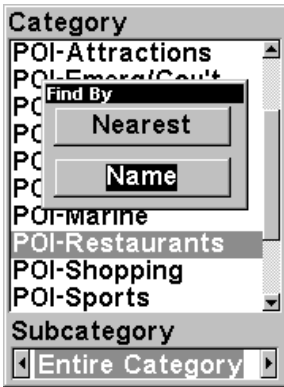 Category
POI-Attractions
POI-Emerg/Gov't
Find By
Nearest
Name
POI-Marine
POI-Restaurants
POI-Shopping
POI-Sports
Subcategory
Entire Category